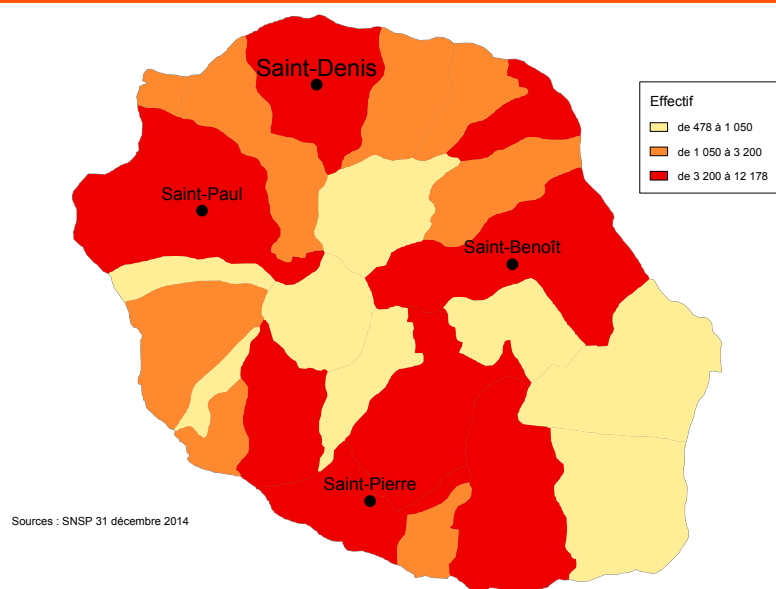 Saint-Denis
Effectif
de 478 à 1 050
de 1 050 à 3 200
de 3 200 à 12 178
Saint-Paul
Saint-Benoît
Saint-Pierre
Sources : SNSP 31 décembre 2014